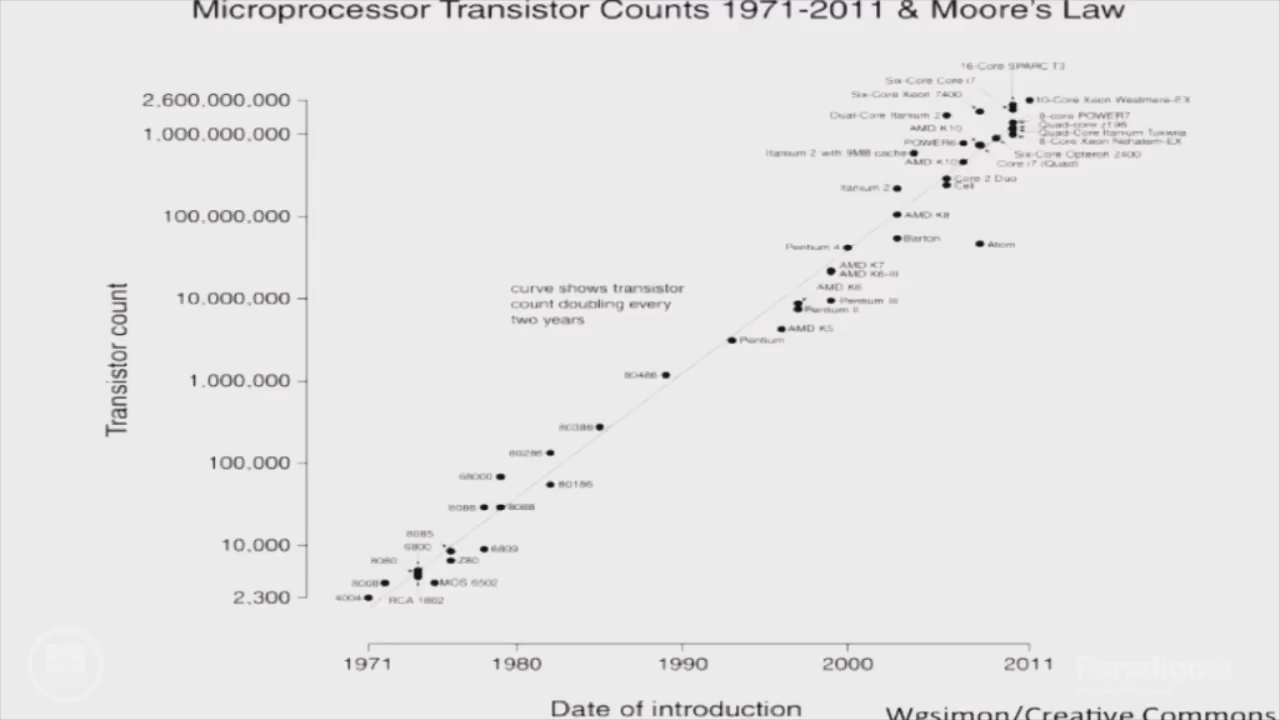 Microprocessor Transistor Counts 1971-2011 & Moore's Law
16-Core SPARC T3
Six-Core Core i7
Six-Core Xeon 7400
Dual-Core Itanium 2
AMD K10
POWER6
Itanium 2 with 9MB cache
AMD K10
Itanium 2
10-Core Xeon Westmere-EX
8-core POWER7
Quad-core z196
Quad-Core Itanium Tukwila
8-Core Xeon Nehalem-EX
Six-Core Opteron 2400
Core i7 (Quad)
Core 2 Duo
Cell
AMD K8
Barton
Atom
Pentium 4
AMD K7
AMD K6-III
AMD K6
Pentium III
Pentium II
AMD K5
Pentium
80486
80386
80286
80186
68000
8086
8088
8085
6800
6809
8080
Z80
8008
MOS 6502
4004
RCA 1802
2.600.000.000
1.000.000.000
100.000.000
10.000.000
1.000.000
100.000
10.000
2.300
Transistor count
curve shows transistor
count doubling every
two years
1971
1980
1990
2000
2011
Date of introduction
Paradigma
Wgsimon/Creative Commons